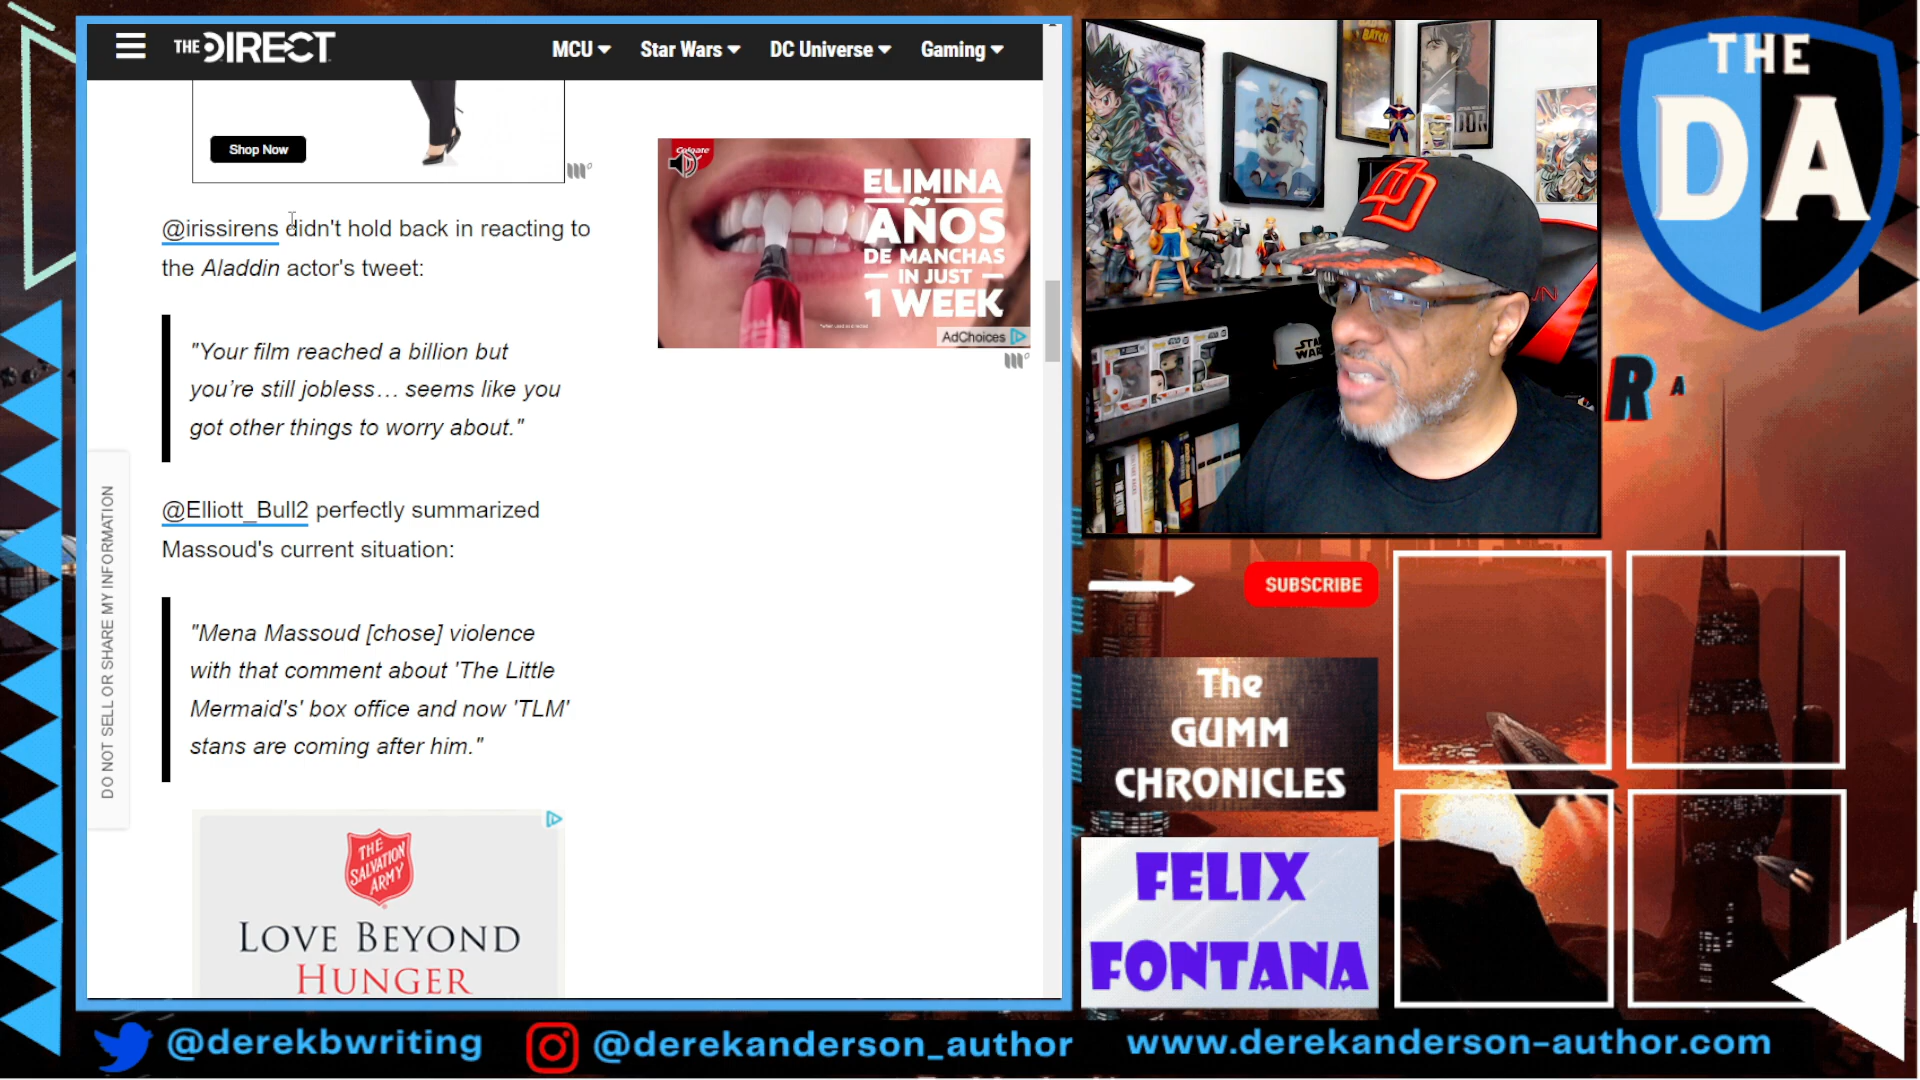 THE DIRECT
MCU
Star Wars
DC Universe
Gaming
Shop Now
@irissirens didn't hold back in reacting to
the Aladdin actor's tweet:
"Your film reached a billion but
you're still jobless… seems like you
got other things to worry about."
@Elliott_Bull2 perfectly summarized
Massoud's current situation:
"Mena Massoud [chose] violence
with that comment about 'The Little
Mermaid's' box office and now 'TLM'
stans are coming after him."
DO NOT SELL OR SHARE MY INFORMATION
THE
SALVATION
ARMY
LOVE BEYOND
HUNGER
Colgate
ELIMINA
AÑOS
DE MANCHAS
IN JUST
1 WEEK
AdChoices
STAR
WARS
THE
DA
R A
SUBSCRIBE
The
GUMM
CHRONICLES
FELIX
FONTANA
@derekbwriting
@derekanderson_author
www.derekanderson-author.com